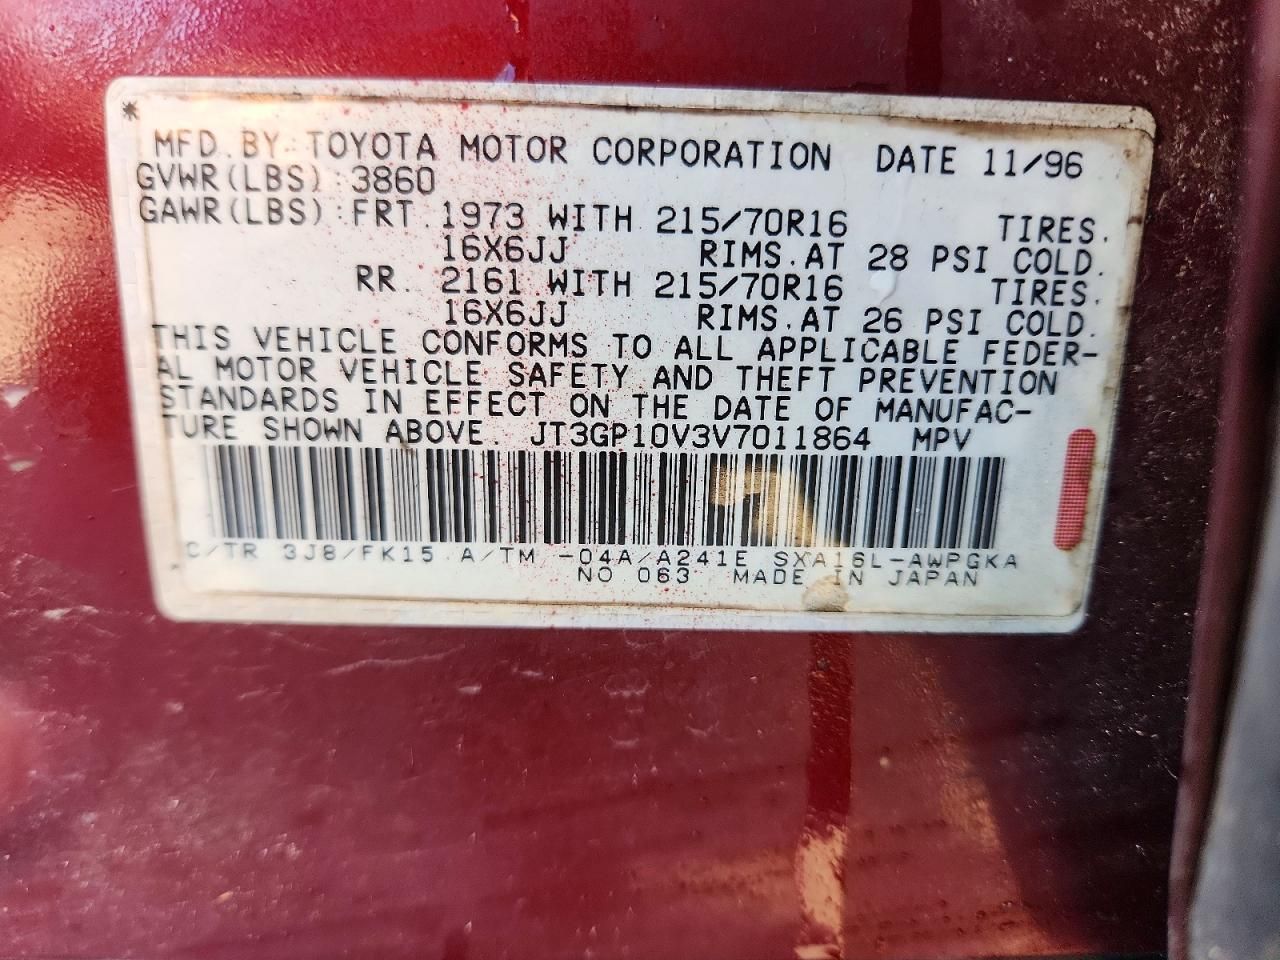 *
MFD. BY: TOYOTA MOTOR CORPORATION DATE 11/96
GVWR(LBS):3860
GAWR(LBS):FRT. 1973 WITH 215/70R16 TIRES.
16X6JJ RIMS.AT 28 PSI COLD.
RR. 2161 WITH 215/70R16 TIRES.
16X6JJ RIMS.AT 26 PSI COLD.
THIS VEHICLE CONFORMS TO ALL APPLICABLE FEDER-
AL MOTOR VEHICLE SAFETY AND THEFT PREVENTION
STANDARDS IN EFFECT ON THE DATE OF MANUFAC-
TURE SHOWN ABOVE. JT3GP10V3V7011864 MPV
C/TR 3J8/FK15 A/TM -04A/A241E SXA16L-AWPGKA
NO 063 MADE IN JAPAN